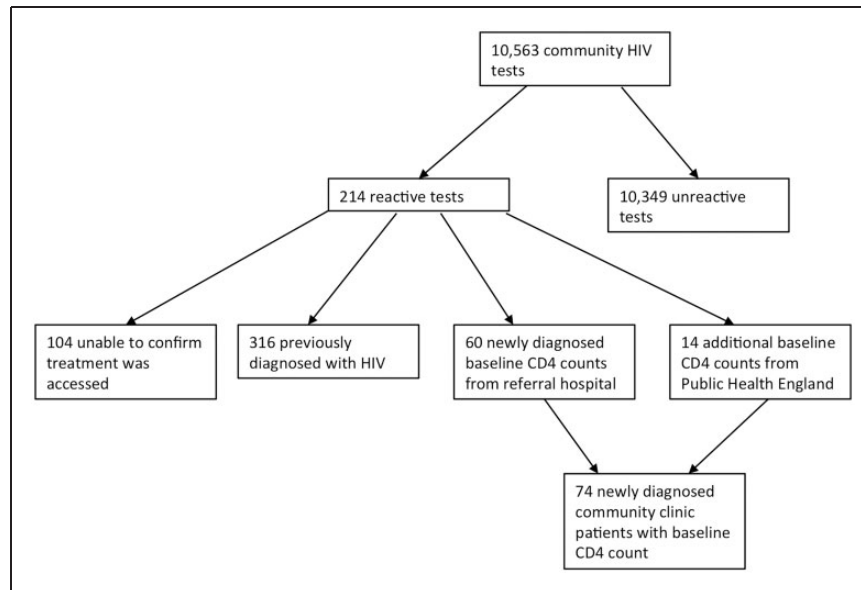 10,563 community HIV
tests
214 reactive tests
10,349 unreactive
tests
104 unable to confirm
treatment was
accessed
316 previously
diagnosed with HIV
60 newly diagnosed
baseline CD4 counts
from referral hospital
14 additional baseline
CD4 counts from
Public Health England
74 newly diagnosed
community clinic
patients with baseline
CD4 count